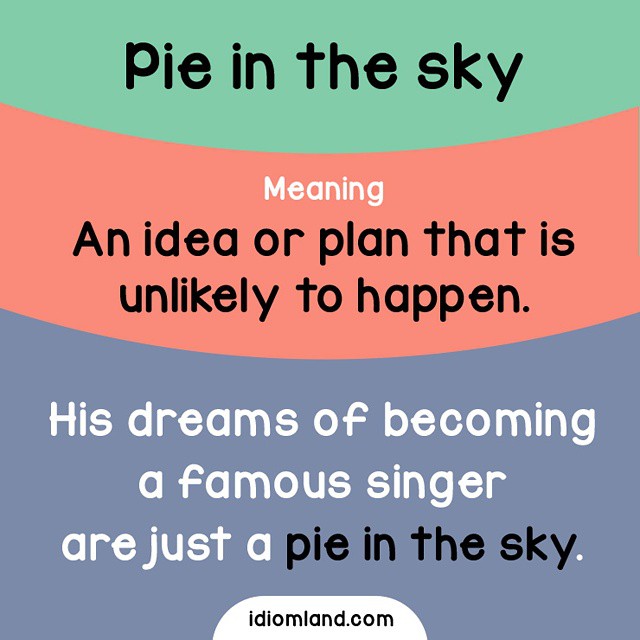 Pie in the sky
Meaning
An idea or plan that is
unlikely to happen.
His dreams of becoming
a famous singer
are just a pie in the sky.
idiomland.com